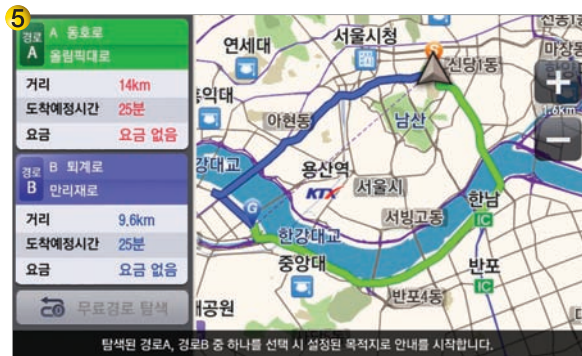 5
경로 A
A 동호로
올림픽대로
거리 14km
도착예정시간 25분
요금 요금 없음
경로 B
B 퇴계로
만리재로
거리 9.6km
도착예정시간 25분
요금 요금 없음
무료경로 탐색
연세대
서울시청
S
신당1동
마장동
아현동
남산
1.6km
용산역
KTX
서울시
서빙고동
한남
IC
G
한강대교
중앙대
반포
IC
반포4동
탐색된 경로A, 경로B 중 하나를 선택 시 설정된 목적지로 안내를 시작합니다.